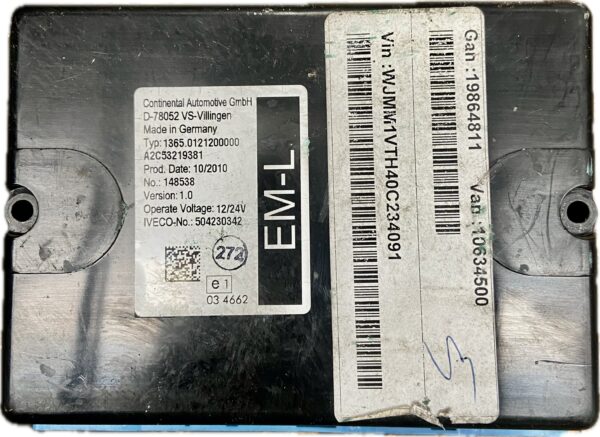 Continental Automotive GmbH
D-78052 VS-Villingen
Made in Germany
Typ: 1365.0121200000
A2C53219381
Prod. Date: 10/2010
No.: 148538
Version: 1.0
Operate Voltage: 12/24V
IVECO-No.: 504230342
272
e 1
03 4662
EM-L
Gan :19864811 Van :10634500
Vin :WJMM1VTH40C234091